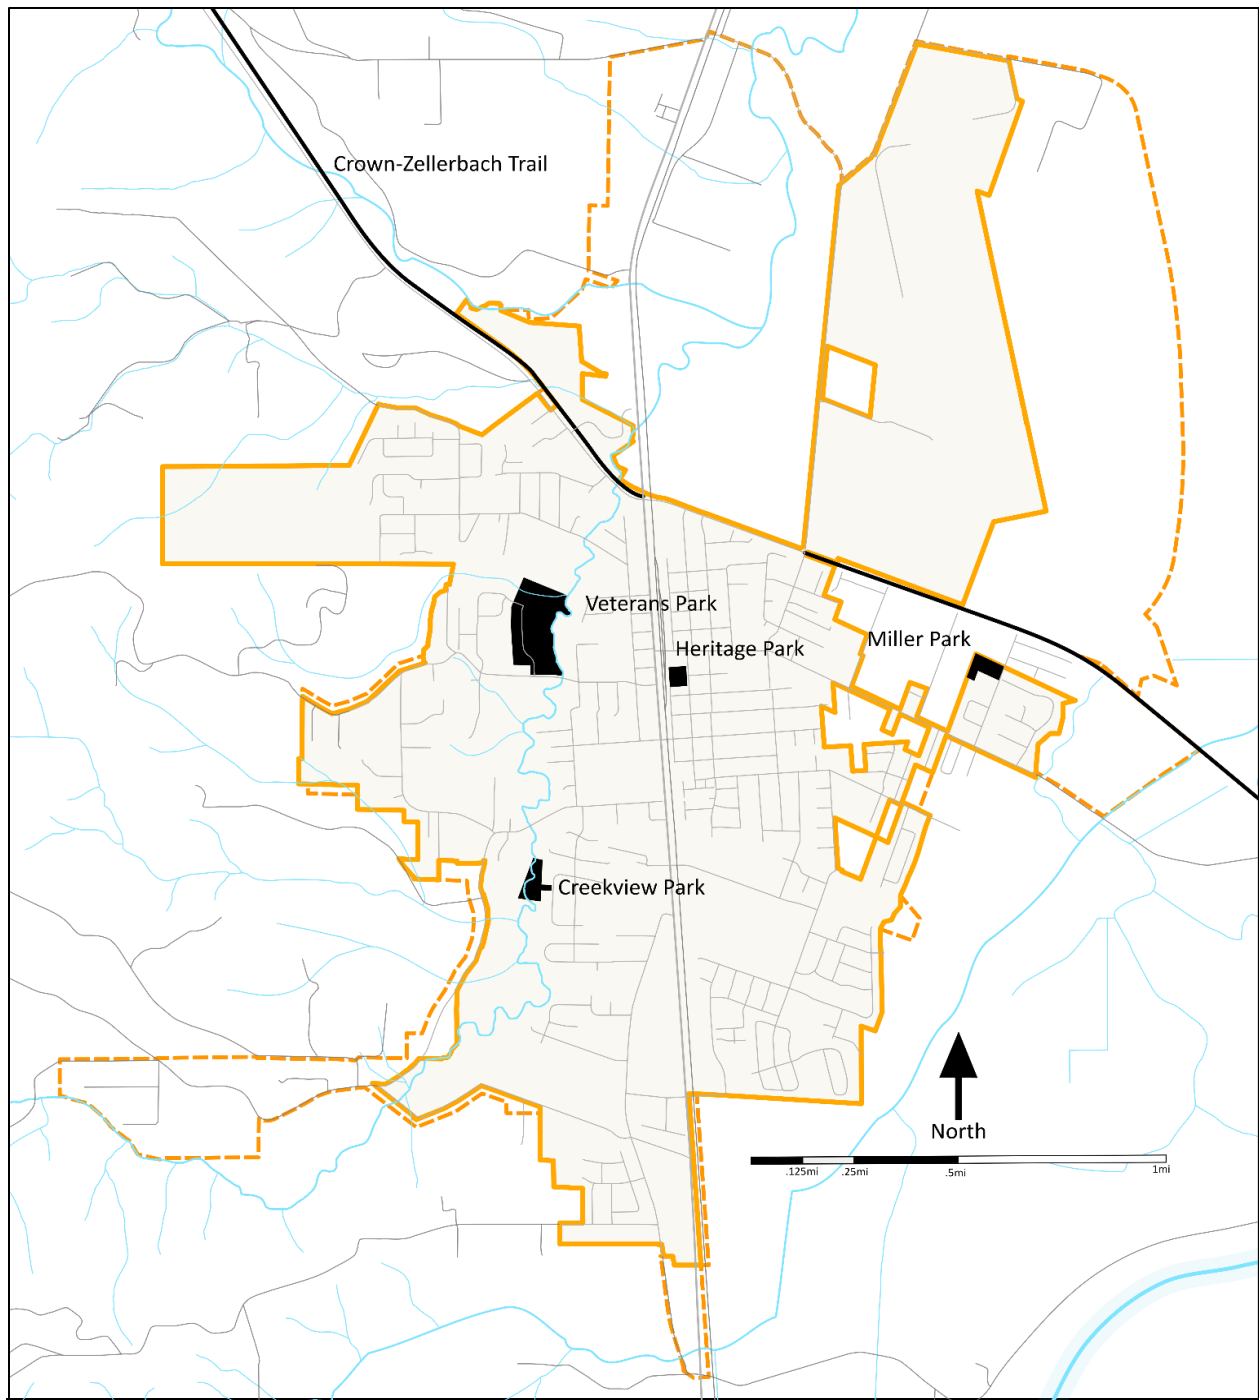 Crown-Zellerbach Trail
Veterans Park
Miller Park
Heritage Park
Creekview Park
North
.125mi .25mi .5mi 1mi